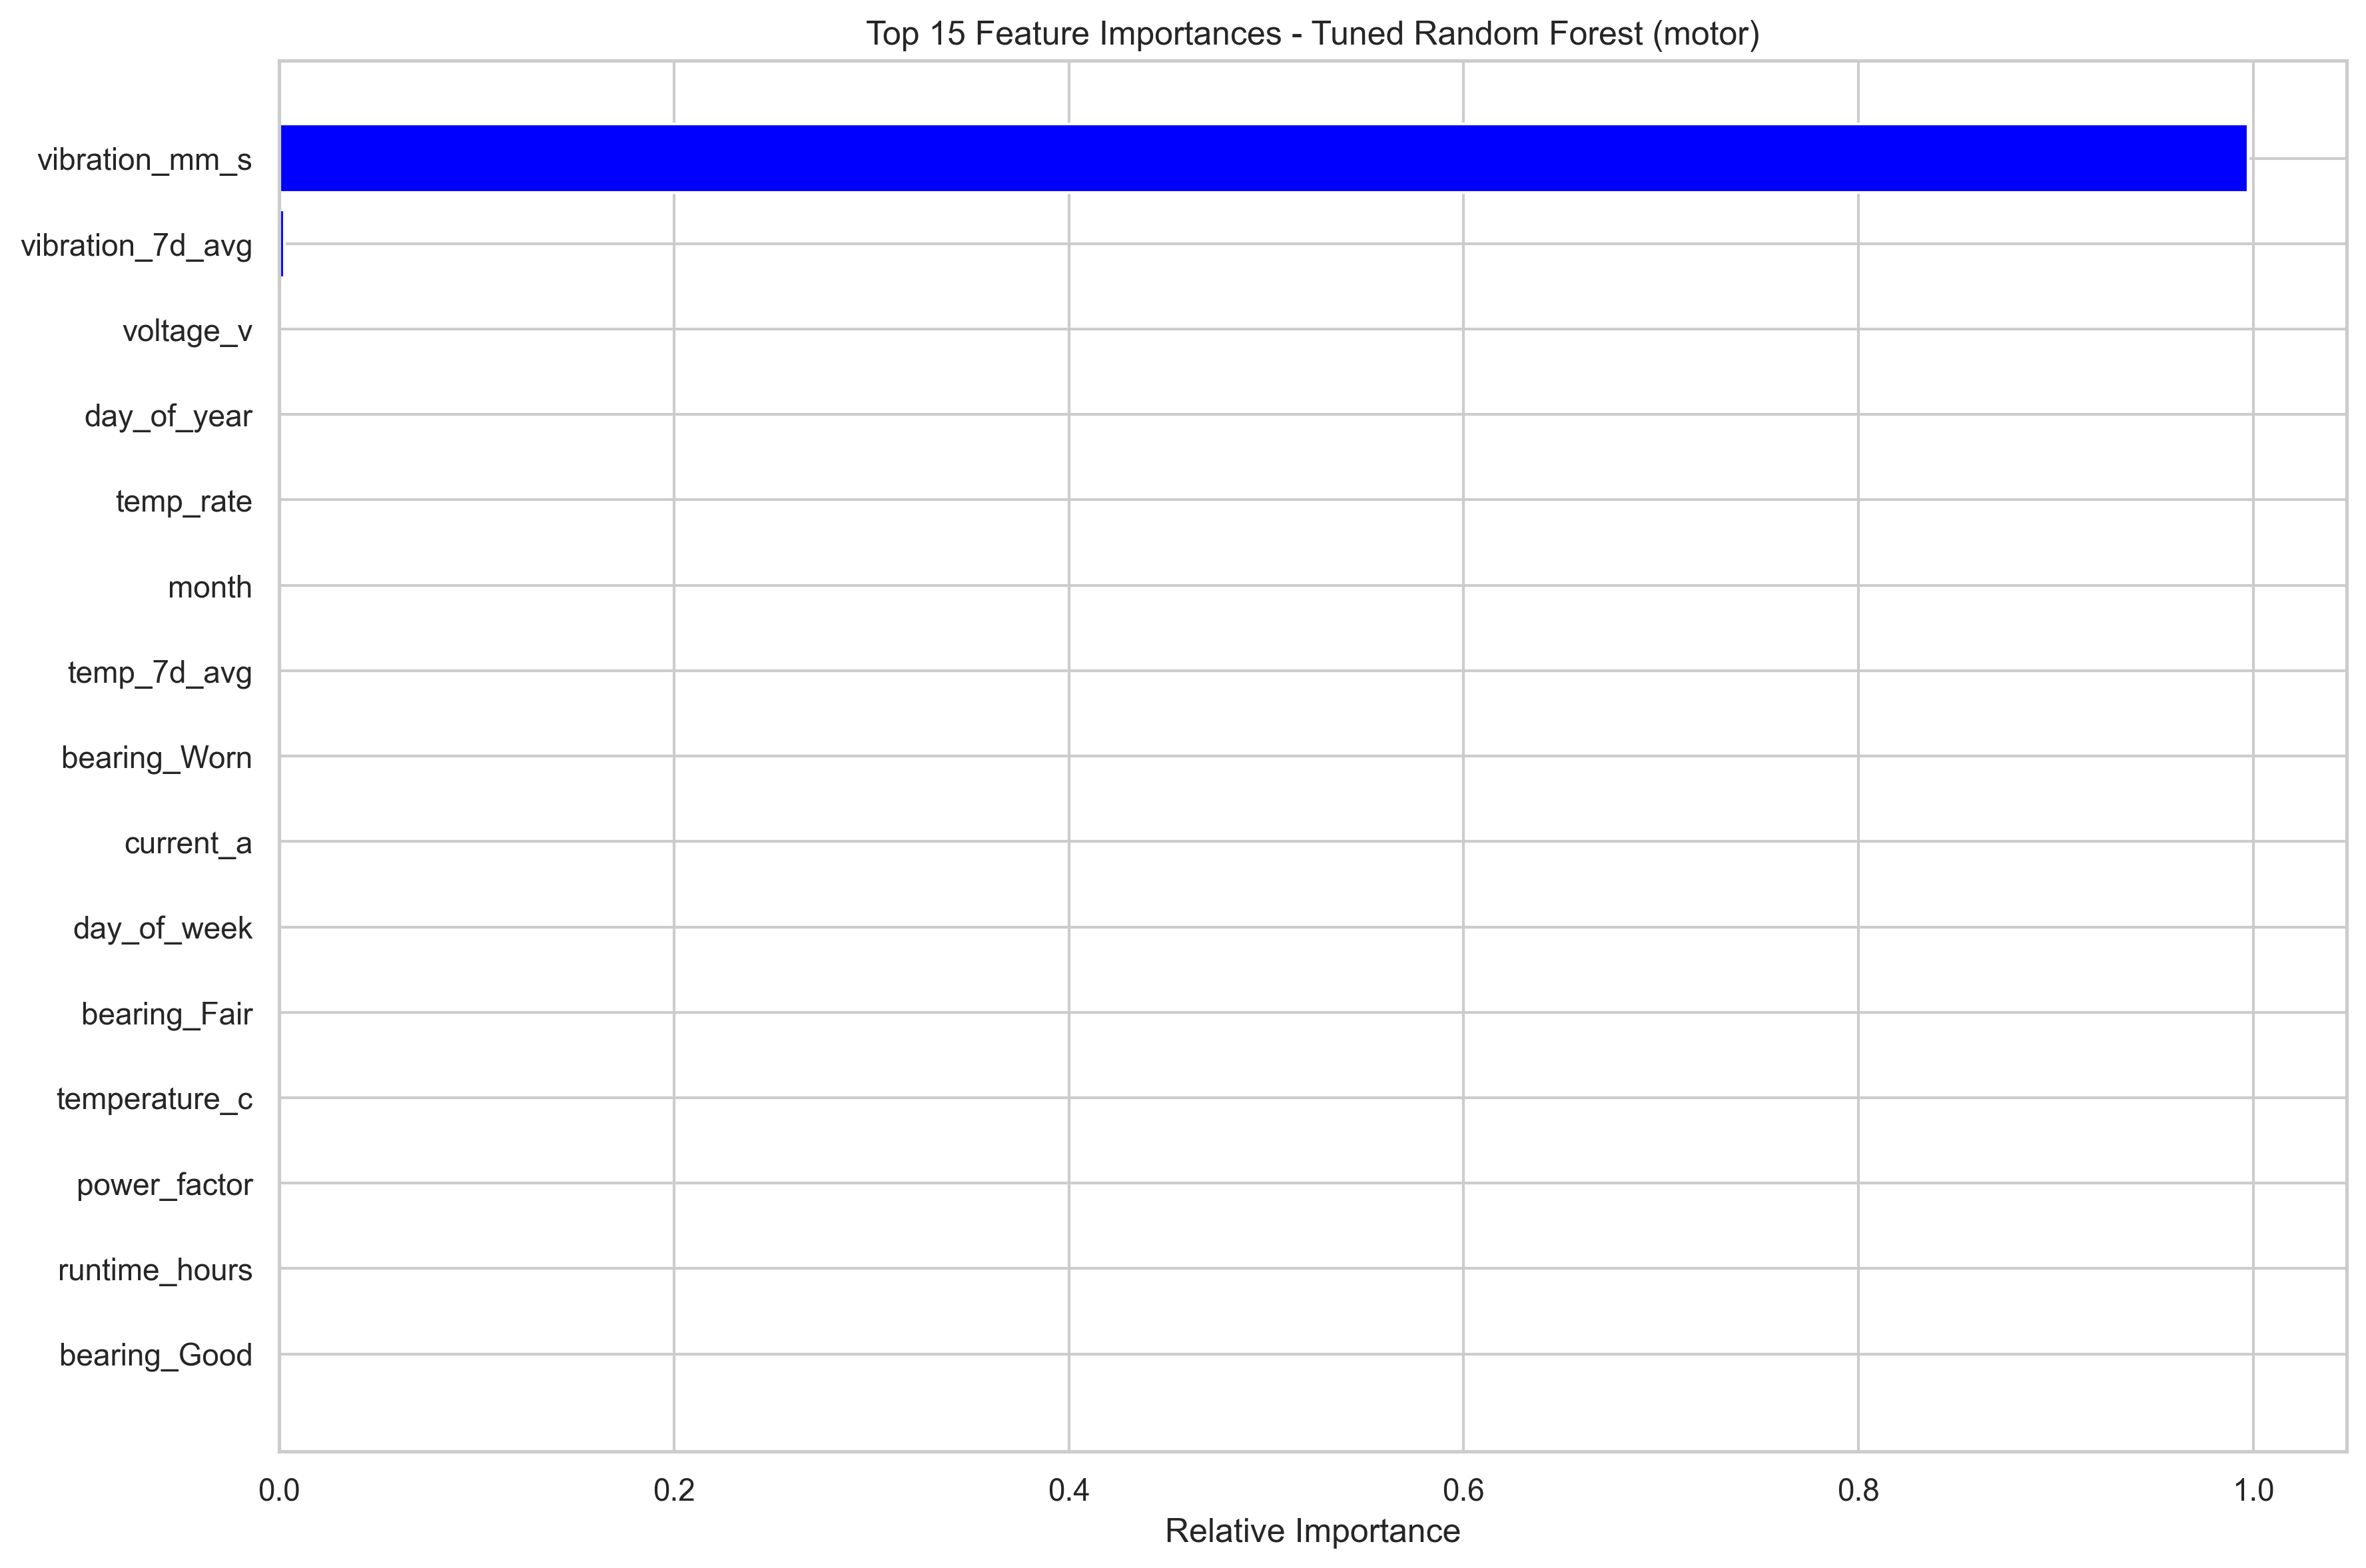 Top 15 Feature Importances - Tuned Random Forest (motor)
vibration_mm_s
vibration_7d_avg
voltage_v
day_of_year
temp_rate
month
temp_7d_avg
bearing_Worn
current_a
day_of_week
bearing_Fair
temperature_c
power_factor
runtime_hours
bearing_Good
0.0 0.2 0.4 0.6 0.8 1.0
Relative Importance